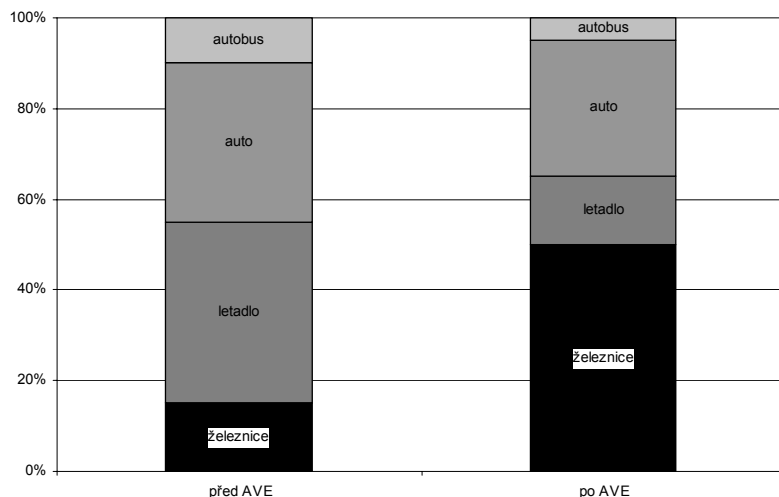 100%
80%
60%
40%
20%
0%
autobus
auto
letadlo
železnice
autobus
auto
letadlo
železnice
před AVE
po AVE